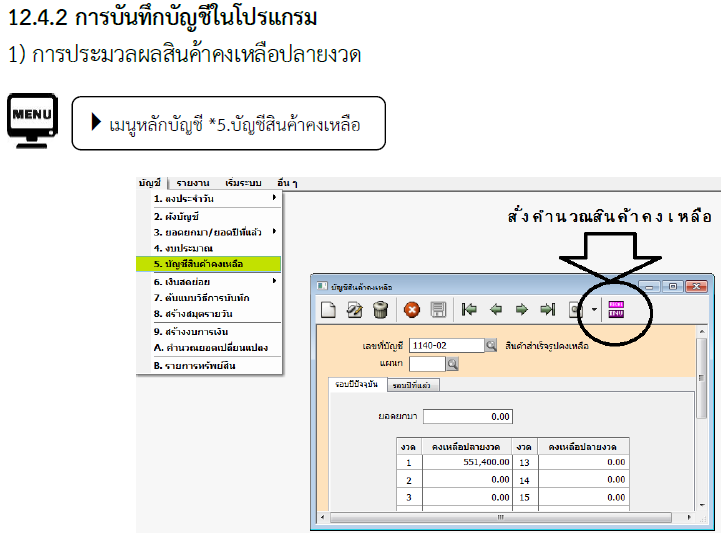 12.4.2 การบันทึกบัญชีในโปรแกรม
1) การประมวลผลสินค้าคงเหลือปลายงวด
MENU
เมนูหลักบัญชี *5.บัญชีสินค้าคงเหลือ
บัญชี รายงาน เริ่มระบบ อื่น ๆ
1. ลงประจำวัน
2. ผังบัญชี
3. ยอดยกมา/ยอดปีที่แล้ว
4. งบประมาณ
5. บัญชีสินค้าคงเหลือ
6. เงินสดย่อย
7. ต้นแบบวิธีการบันทึก
8. สร้างสมุดรายวัน
9. สร้างงบการเงิน
A. คำนวณยอดเปลี่ยนแปลง
B. รายการทรัพย์สิน
สั่งคำนวณสินค้าคงเหลือ
บัญชีสินค้าคงเหลือ
เลขที่บัญชี 1140-02 สินค้าสำเร็จรูปคงเหลือ
แผนก
รอบปีปัจจุบัน รอบปีที่แล้ว
ยอดยกมา 0.00
งวด คงเหลือปลายงวด งวด คงเหลือปลายงวด
1 551,400.00 13 0.00
2 0.00 14 0.00
3 0.00 15 0.00